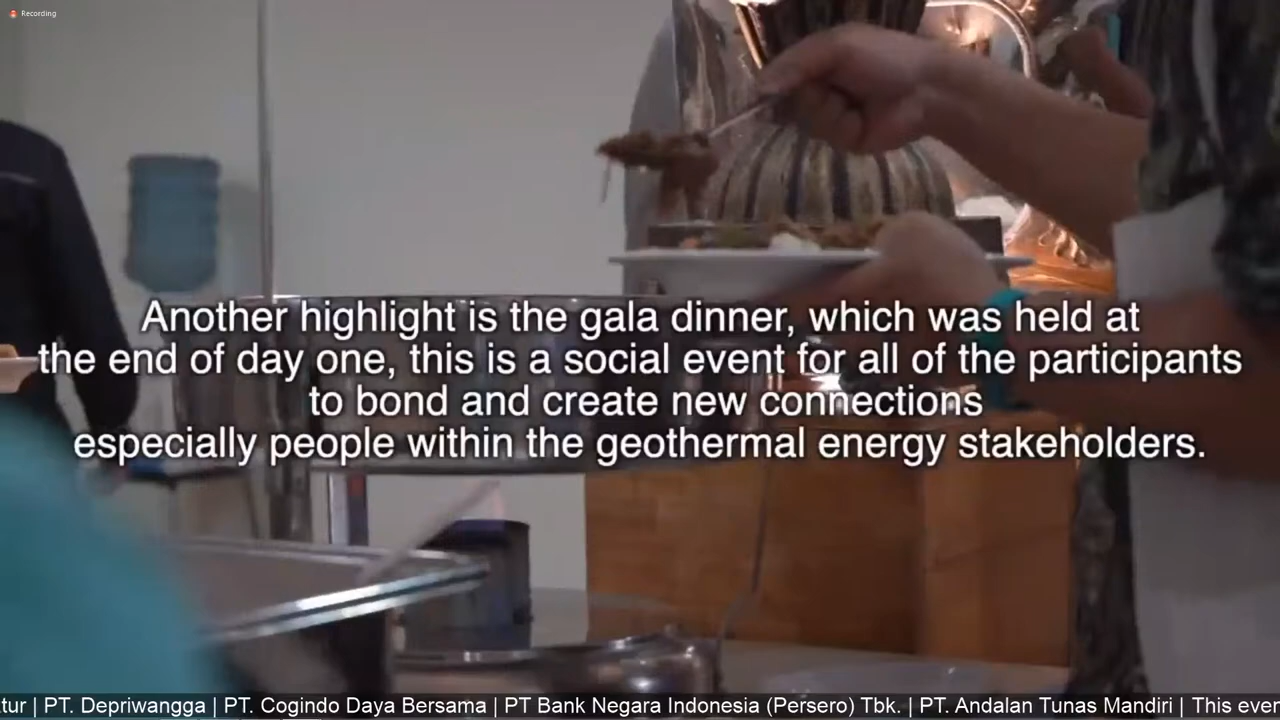 Recording
Another highlight is the gala dinner, which was held at
the end of day one, this is a social event for all of the participants
to bond and create new connections
especially people within the geothermal energy stakeholders.
tur | PT. Depriwangga | PT. Cogindo Daya Bersama | PT Bank Negara Indonesia (Persero) Tbk. | PT. Andalan Tunas Mandiri | This ever